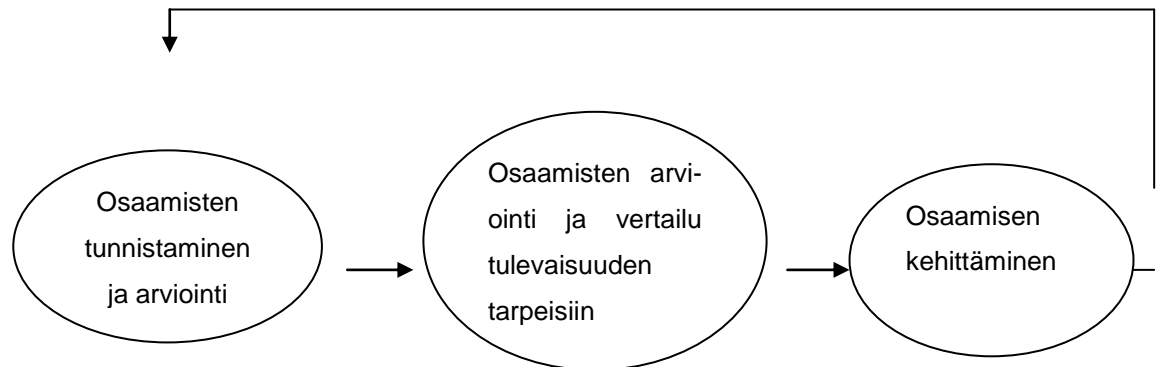 Osaamisten
tunnistaminen
ja arviointi
Osaamisten arvi-
ointi ja vertailu
tulevaisuuden
tarpeisiin
Osaamisen
kehittäminen